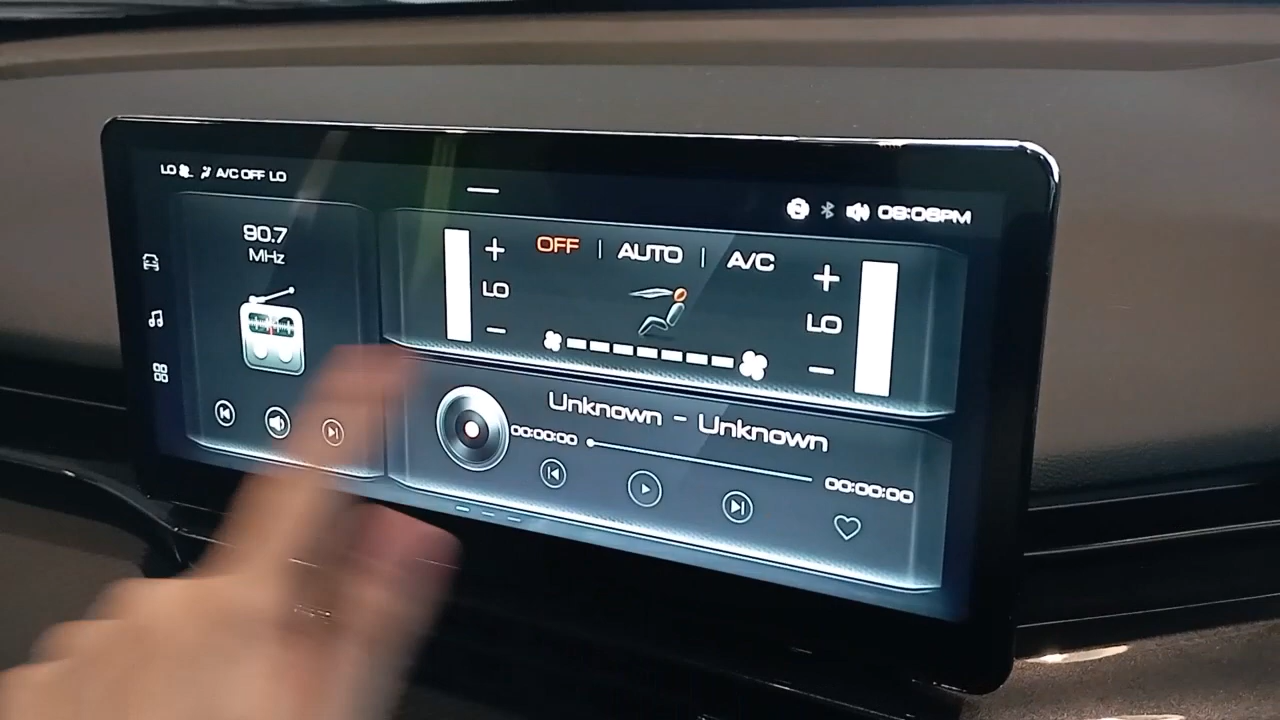 LO A/C OFF LO
08:08PM
90.7
MHz
OFF | AUTO | A/C
LO
LO
Unknown - Unknown
00:00:00
00:00:00